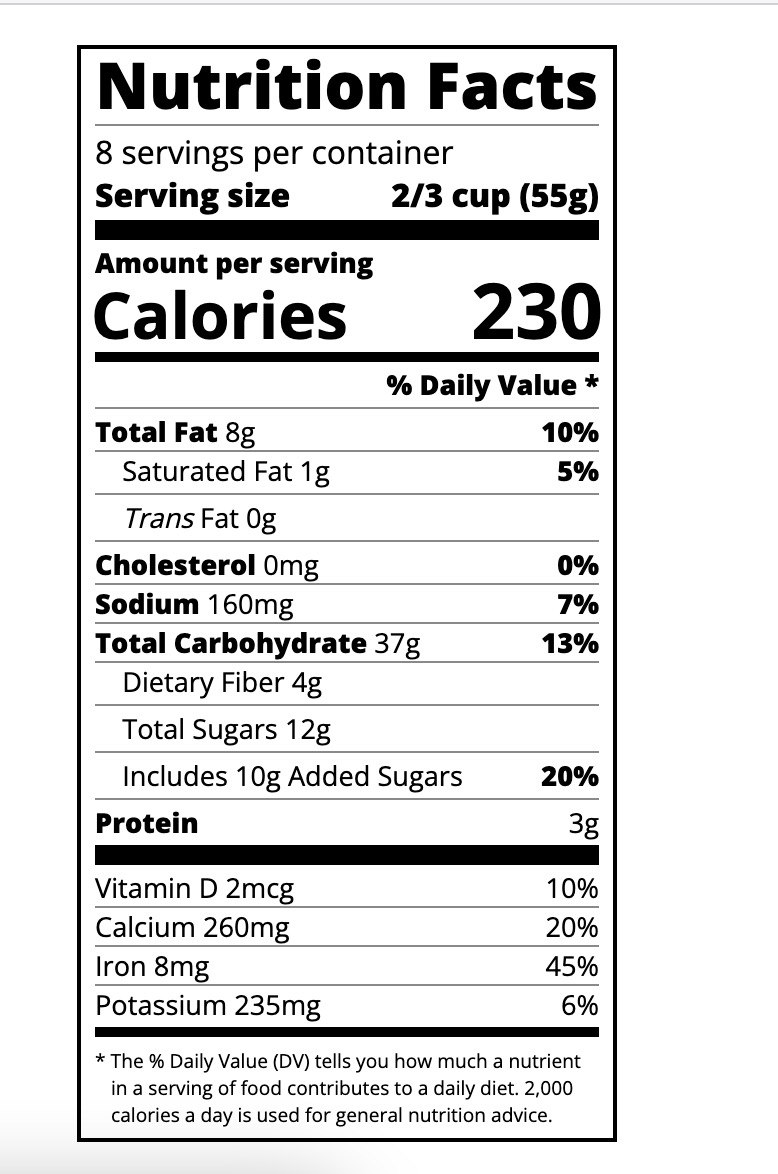 Nutrition Facts
8 servings per container
Serving size 2/3 cup (55g)
Amount per serving
Calories 230
% Daily Value *
Total Fat 8g 10%
Saturated Fat 1g 5%
Trans Fat 0g
Cholesterol 0mg 0%
Sodium 160mg 7%
Total Carbohydrate 37g 13%
Dietary Fiber 4g
Total Sugars 12g
Includes 10g Added Sugars 20%
Protein 3g
Vitamin D 2mcg 10%
Calcium 260mg 20%
Iron 8mg 45%
Potassium 235mg 6%
* The % Daily Value (DV) tells you how much a nutrient
in a serving of food contributes to a daily diet. 2,000
calories a day is used for general nutrition advice.